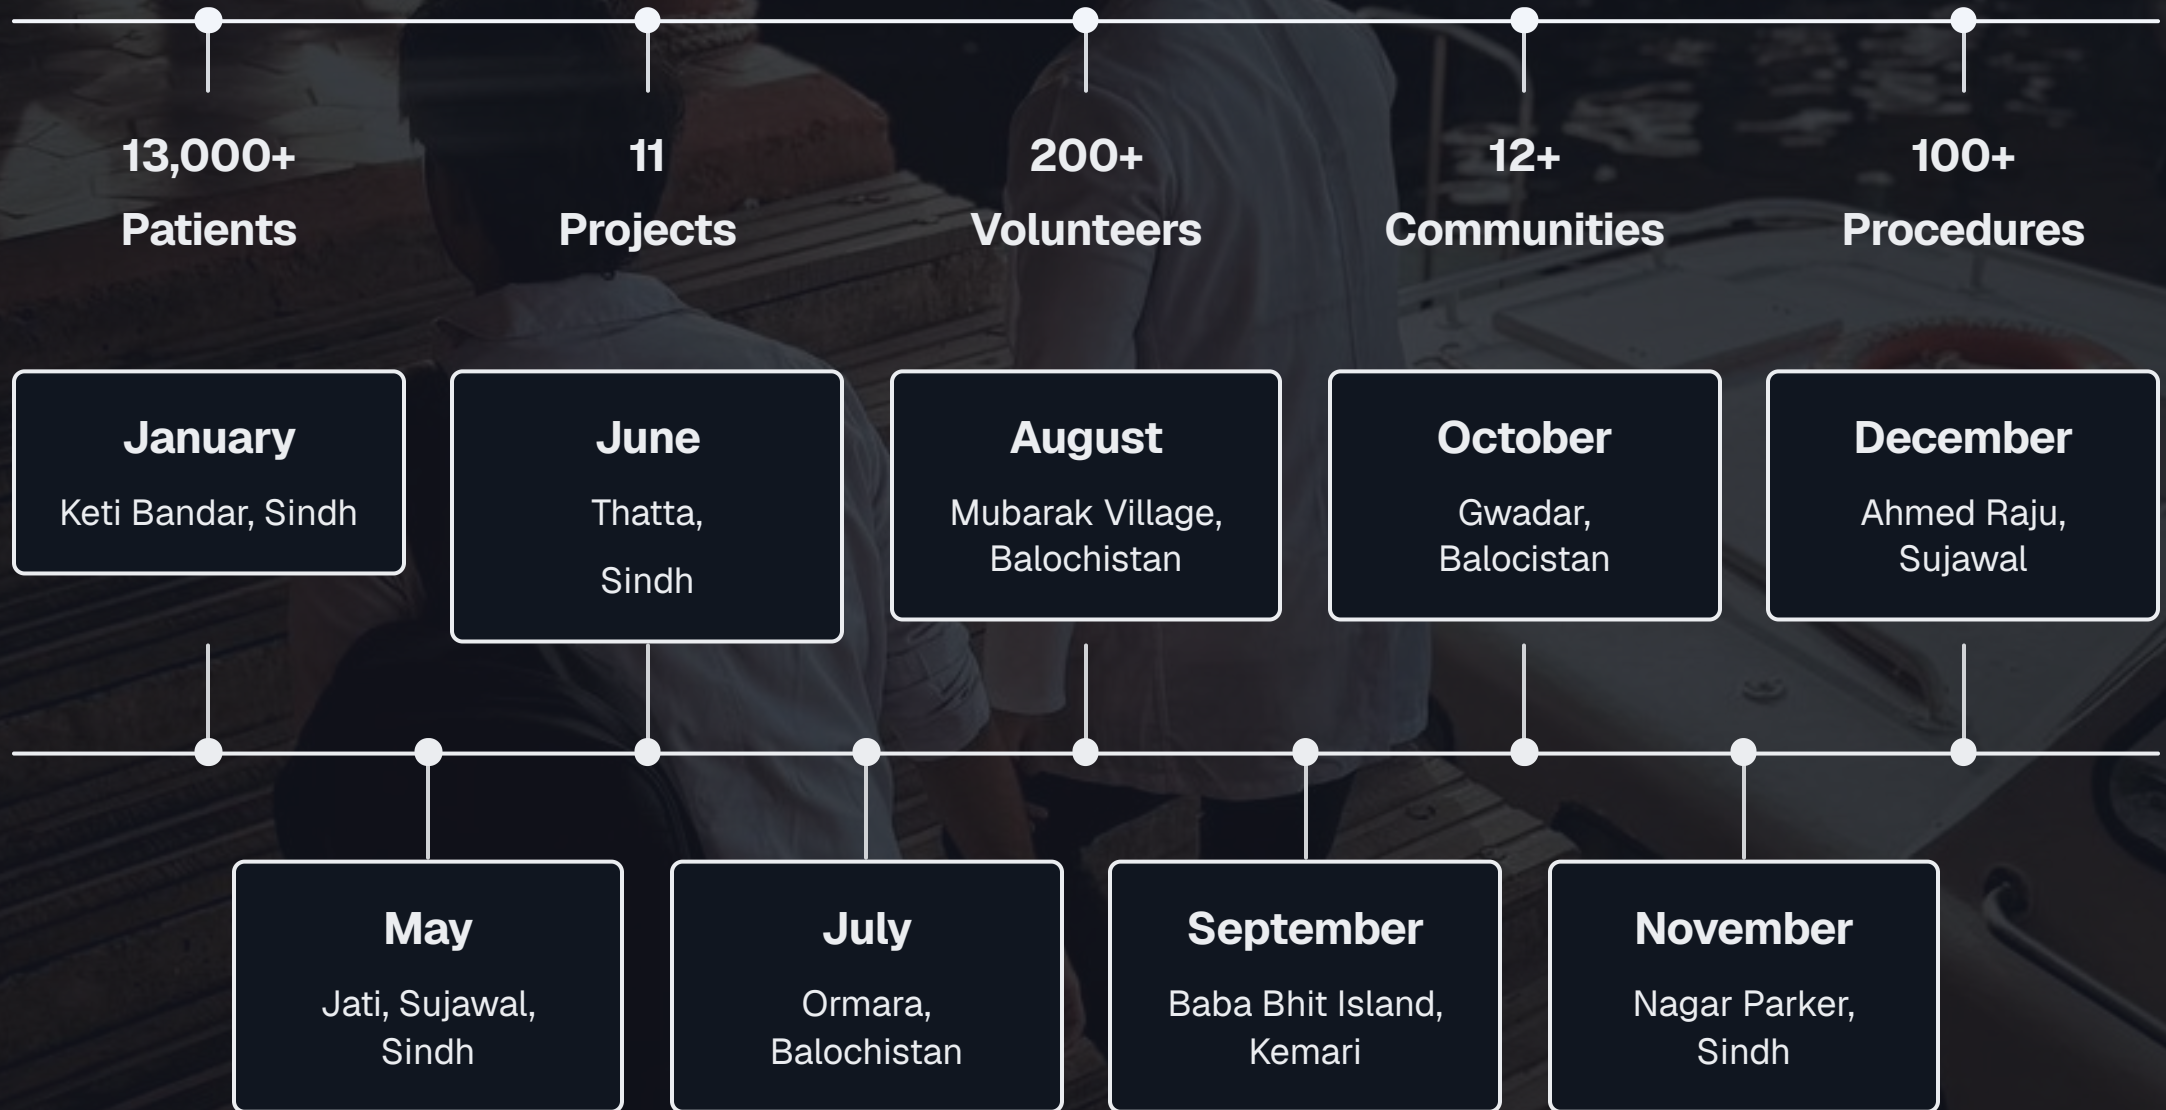 13,000+
Patients
11
Projects
200+
Volunteers
12+
Communities
100+
Procedures
January
Keti Bandar, Sindh
June
Thatta,
Sindh
August
Mubarak Village,
Balochistan
October
Gwadar,
Balocistan
December
Ahmed Raju,
Sujawal
May
Jati, Sujawal,
Sindh
July
Ormara,
Balochistan
September
Baba Bhit Island,
Kemari
November
Nagar Parker,
Sindh